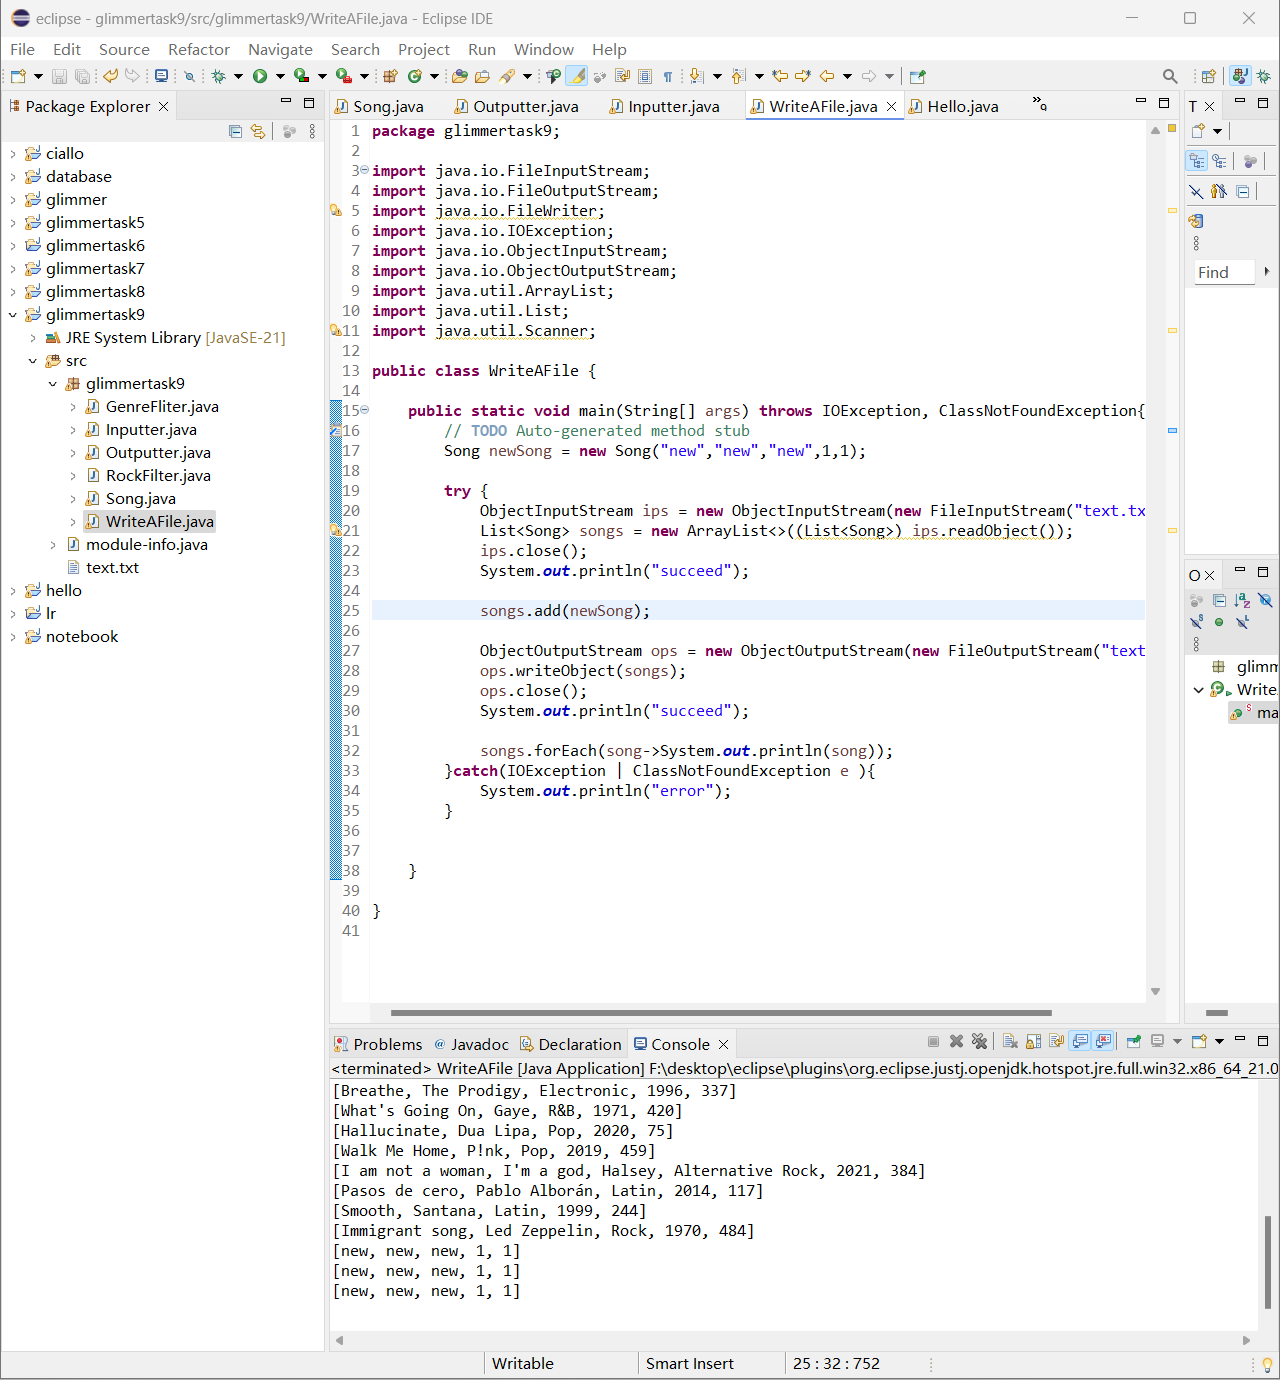 eclipse - glimmertask9/src/glimmertask9/WriteAFile.java - Eclipse IDE
File Edit Source Refactor Navigate Search Project Run Window Help
Package Explorer
ciallo
database
glimmer
glimmertask5
glimmertask6
glimmertask7
glimmertask8
glimmertask9
JRE System Library [JavaSE-21]
src
glimmertask9
GenreFliter.java
Inputter.java
Outputter.java
RockFilter.java
Song.java
WriteAFile.java
module-info.java
text.txt
hello
lr
notebook
Song.java Outputter.java Inputter.java WriteAFile.java Hello.java
1 package glimmertask9;
2
3 import java.io.FileInputStream;
4 import java.io.FileOutputStream;
5 import java.io.FileWriter;
6 import java.io.IOException;
7 import java.io.ObjectInputStream;
8 import java.io.ObjectOutputStream;
9 import java.util.ArrayList;
10 import java.util.List;
11 import java.util.Scanner;
12
13 public class WriteAFile {
14
15 public static void main(String[] args) throws IOException, ClassNotFoundException{
16 // TODO Auto-generated method stub
17 Song newSong = new Song("new","new","new",1,1);
18
19 try {
20 ObjectInputStream ips = new ObjectInputStream(new FileInputStream("text.tx
21 List<Song> songs = new ArrayList<>((List<Song>) ips.readObject());
22 ips.close();
23 System.out.println("succeed");
24
25 songs.add(newSong);
26
27 ObjectOutputStream ops = new ObjectOutputStream(new FileOutputStream("text
28 ops.writeObject(songs);
29 ops.close();
30 System.out.println("succeed");
31
32 songs.forEach(song->System.out.println(song));
33 }catch(IOException | ClassNotFoundException e ){
34 System.out.println("error");
35 }
36
37
38 }
39
40 }
41
T
Find
O
glimm
Write
ma
Problems @ Javadoc Declaration Console
<terminated> WriteAFile [Java Application] F:\desktop\eclipse\plugins\org.eclipse.justj.openjdk.hotspot.jre.full.win32.x86_64_21.0
[Breathe, The Prodigy, Electronic, 1996, 337]
[What's Going On, Gaye, R&B, 1971, 420]
[Hallucinate, Dua Lipa, Pop, 2020, 75]
[Walk Me Home, P!nk, Pop, 2019, 459]
[I am not a woman, I'm a god, Halsey, Alternative Rock, 2021, 384]
[Pasos de cero, Pablo Alborán, Latin, 2014, 117]
[Smooth, Santana, Latin, 1999, 244]
[Immigrant song, Led Zeppelin, Rock, 1970, 484]
[new, new, new, 1, 1]
[new, new, new, 1, 1]
[new, new, new, 1, 1]
Writable Smart Insert 25 : 32 : 752